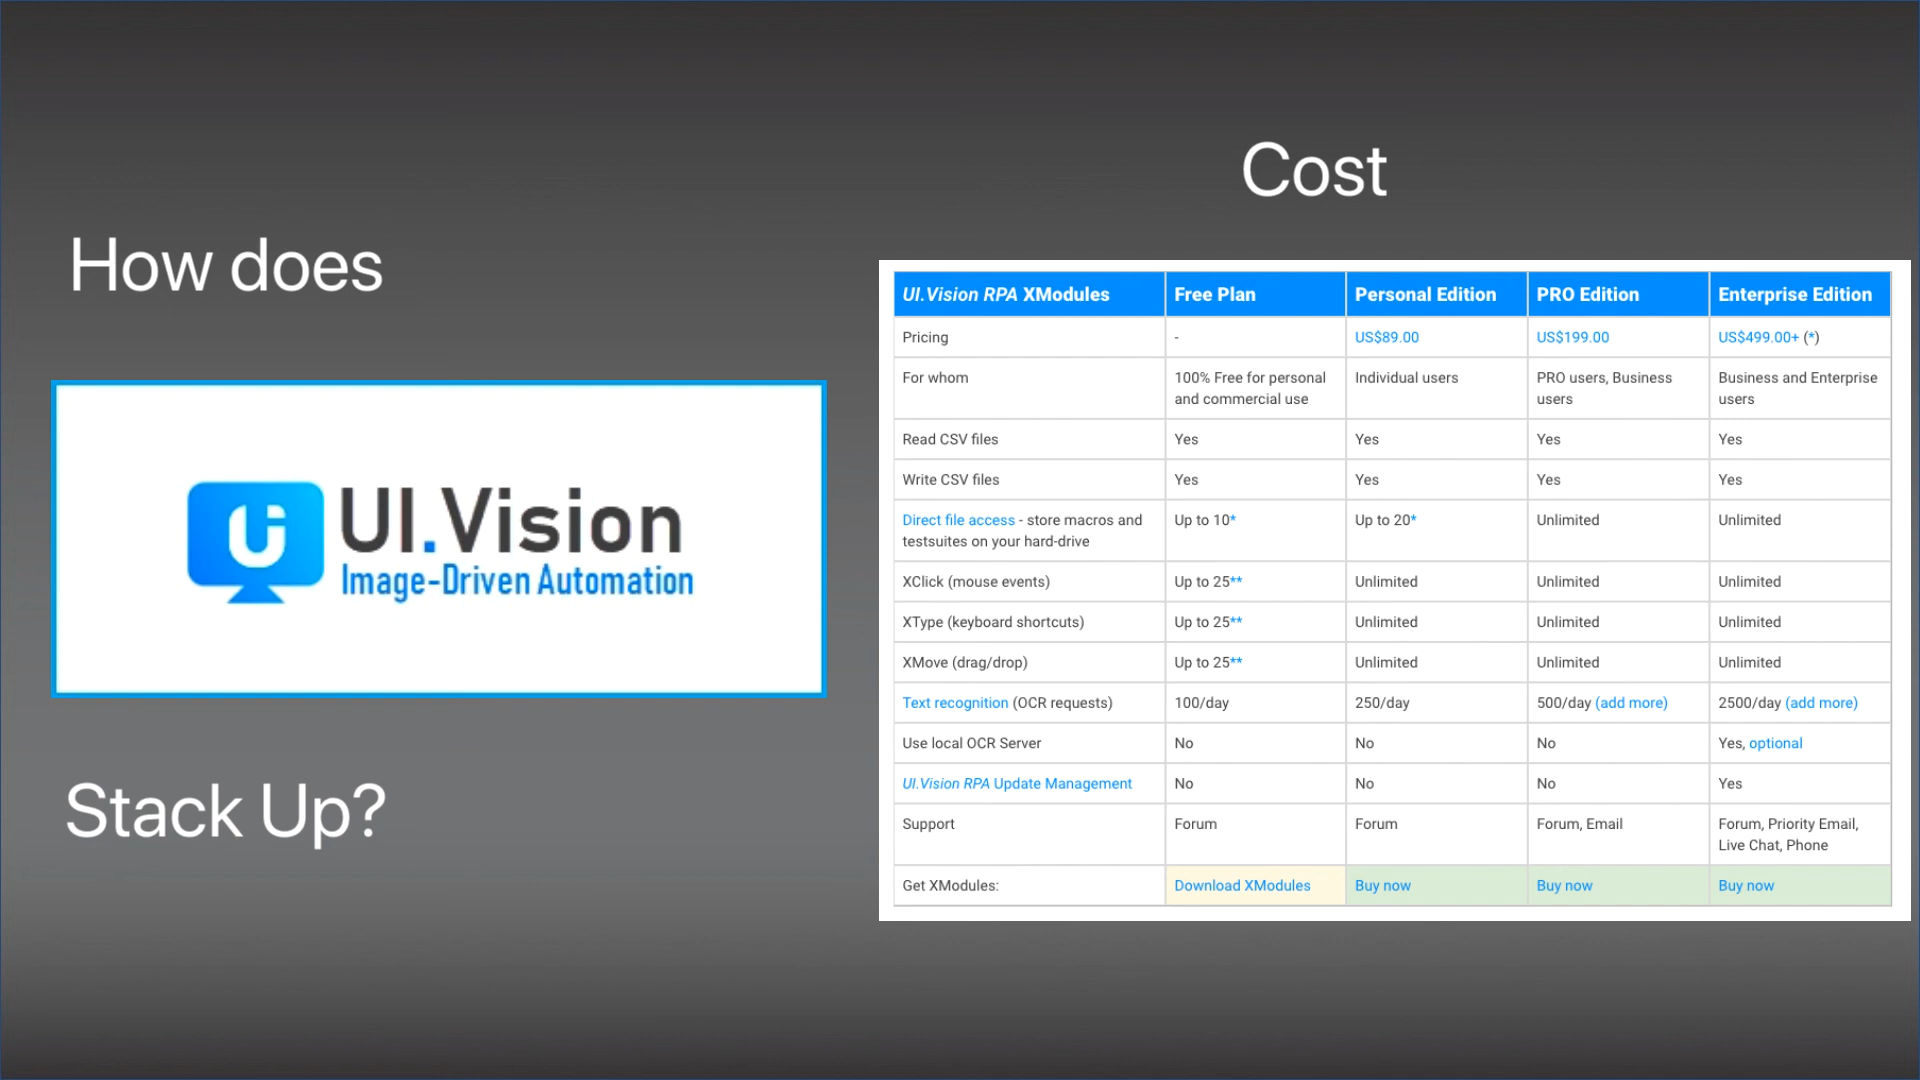 How does
UI.Vision
Image-Driven Automation
Stack Up?
Cost
UI.Vision RPA XModules Free Plan Personal Edition PRO Edition Enterprise Edition
Pricing - US$89.00 US$199.00 US$499.00+ (*)
For whom 100% Free for personal and commercial use Individual users PRO users, Business users Business and Enterprise users
Read CSV files Yes Yes Yes Yes
Write CSV files Yes Yes Yes Yes
Direct file access - store macros and testsuites on your hard-drive Up to 10* Up to 20* Unlimited Unlimited
XClick (mouse events) Up to 25** Unlimited Unlimited Unlimited
XType (keyboard shortcuts) Up to 25** Unlimited Unlimited Unlimited
XMove (drag/drop) Up to 25** Unlimited Unlimited Unlimited
Text recognition (OCR requests) 100/day 250/day 500/day (add more) 2500/day (add more)
Use local OCR Server No No No Yes, optional
UI.Vision RPA Update Management No No No Yes
Support Forum Forum Forum, Email Forum, Priority Email, Live Chat, Phone
Get XModules: Download XModules Buy now Buy now Buy now